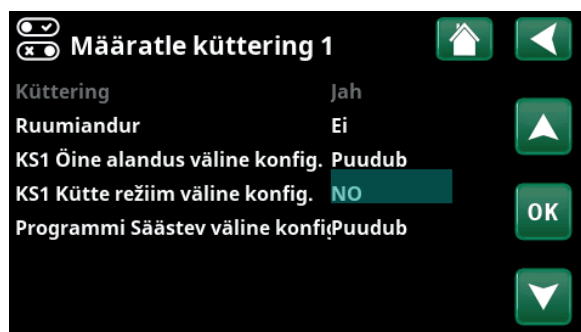 Määratle küttering 1
Küttering Jah
Ruumiandur Ei
KS1 Öine alandus väline konfig. Puudub
KS1 Kütte režiim väline konfig. NO
Programmi Säästev väline konfig Puudub
OK